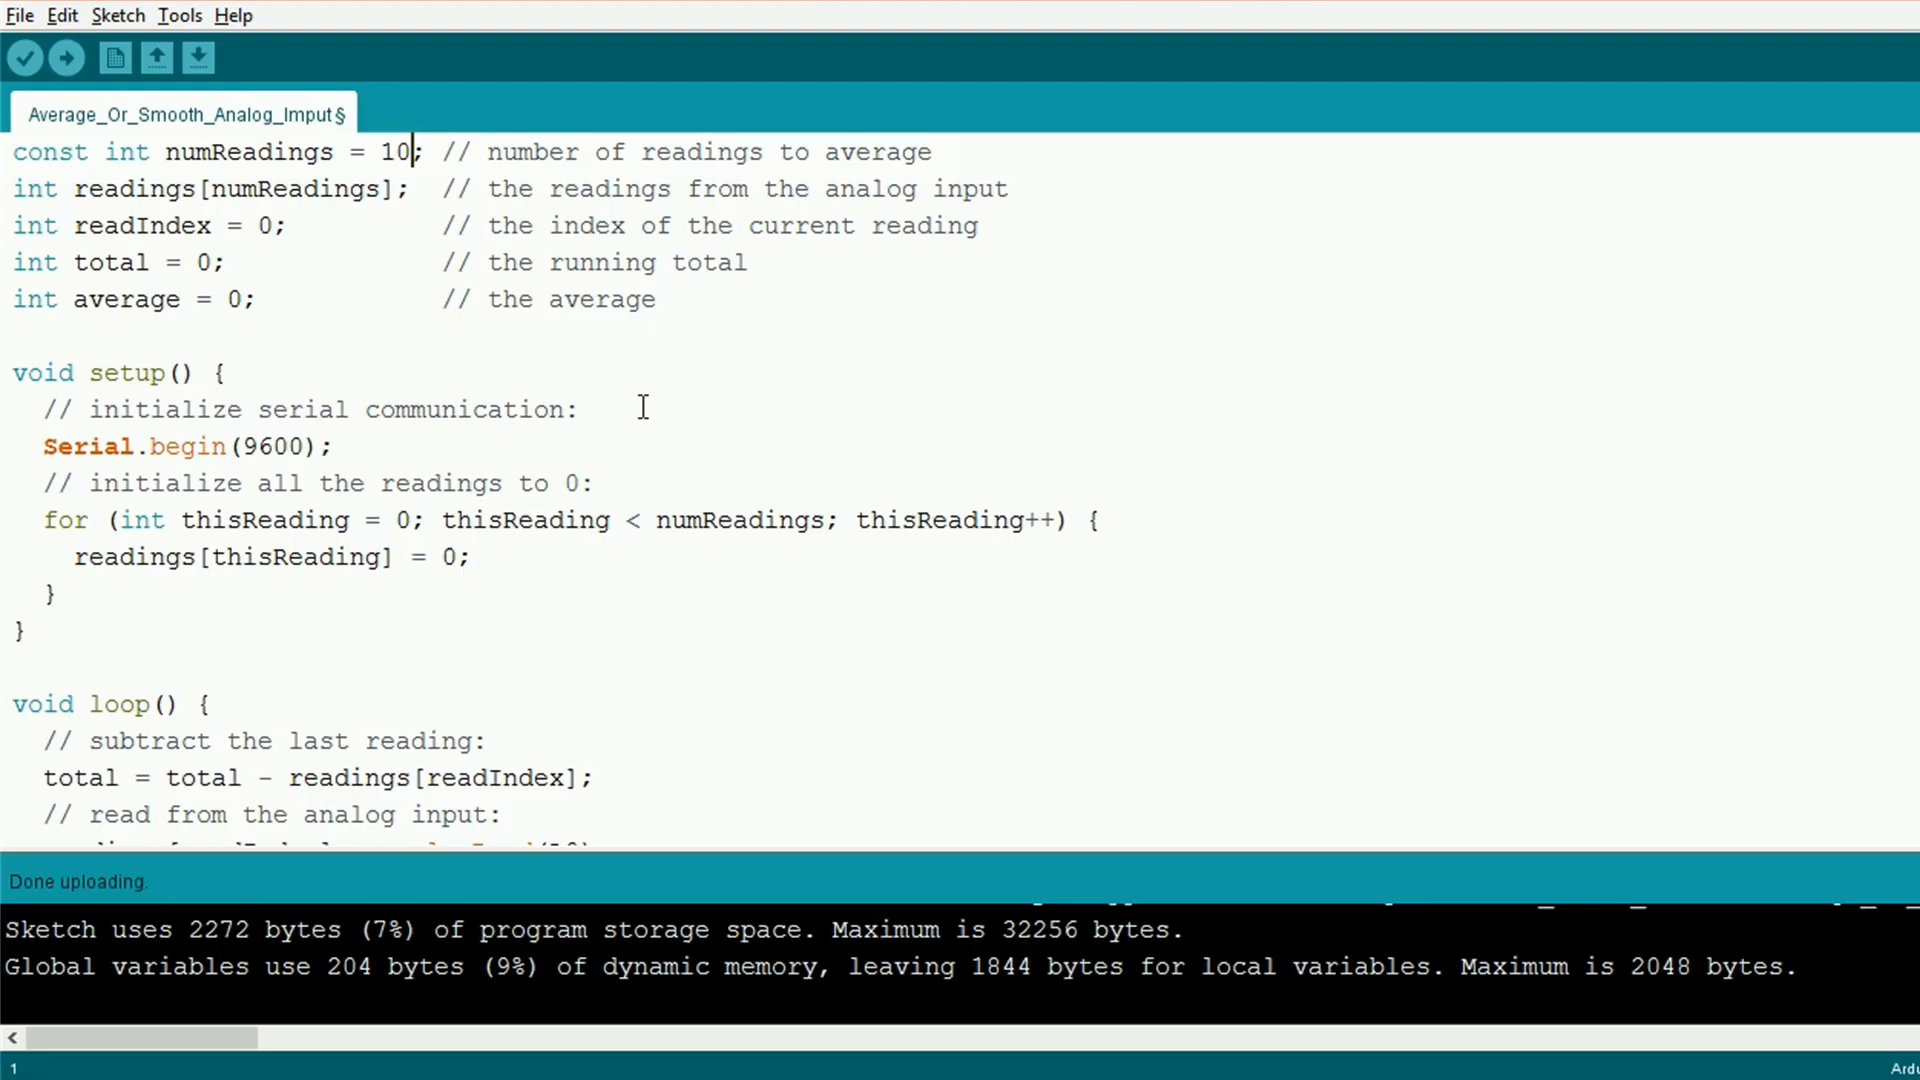 File Edit Sketch Tools Help
Average_Or_Smooth_Analog_Imput §
const int numReadings = 10; // number of readings to average
int readings[numReadings];  // the readings from the analog input
int readIndex = 0;          // the index of the current reading
int total = 0;              // the running total
int average = 0;            // the average
void setup() {
  // initialize serial communication:
  Serial.begin(9600);
  // initialize all the readings to 0:
  for (int thisReading = 0; thisReading < numReadings; thisReading++) {
    readings[thisReading] = 0;
  }
}
void loop() {
  // subtract the last reading:
  total = total - readings[readIndex];
  // read from the analog input:
Done uploading.
Sketch uses 2272 bytes (7%) of program storage space. Maximum is 32256 bytes.
Global variables use 204 bytes (9%) of dynamic memory, leaving 1844 bytes for local variables. Maximum is 2048 bytes.
1